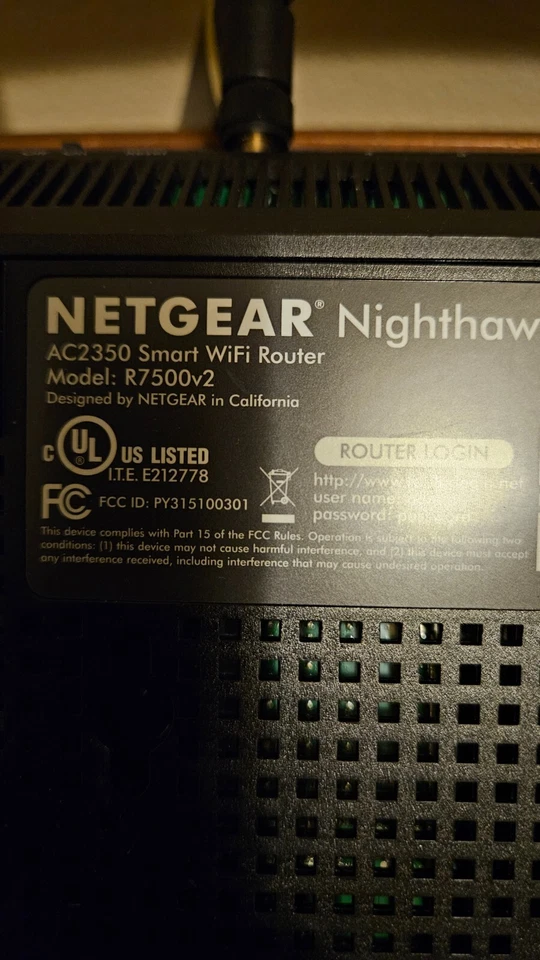 NETGEAR® Nighthaw
AC2350 Smart WiFi Router
Model: R7500v2
Designed by NETGEAR in California
C UL ® US LISTED
I.T.E. E212778
FC FCC ID: PY315100301
ROUTER LOGIN
http://www. .net
user name:
password:
This device complies with Part 15 of the FCC Rules. Operation is subject to the following two
conditions: (1) this device may not cause harmful interference, and (2) this device must accept
any interference received, including interference that may cause undesired operation.